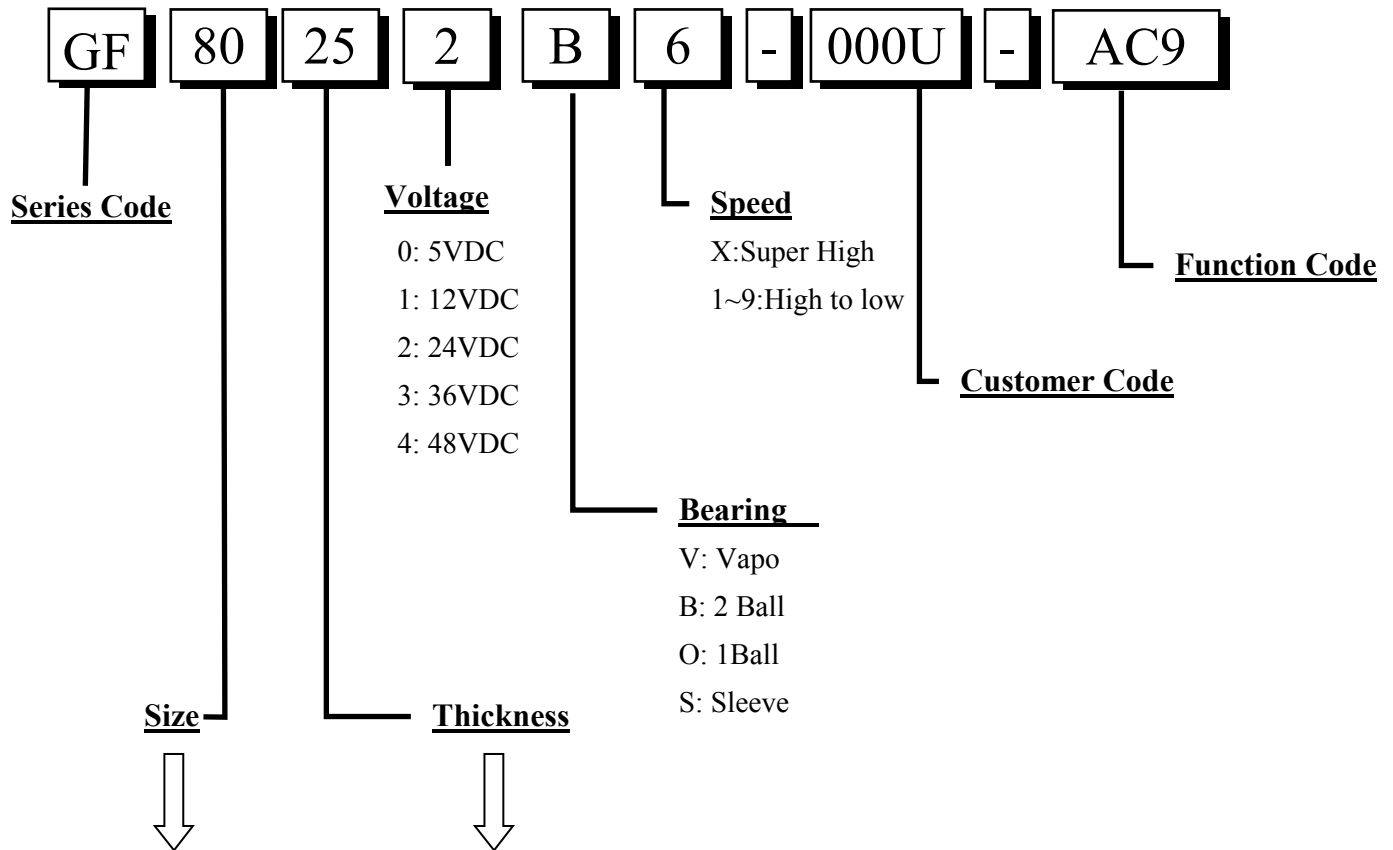 GF 80 25 2 B 6 - 000U - AC9
Series Code
Voltage
0: 5VDC
1: 12VDC
2: 24VDC
3: 36VDC
4: 48VDC
Speed
X:Super High
1~9:High to low
Function Code
Customer Code
Bearing
V: Vapo
B: 2 Ball
O: 1Ball
S: Sleeve
Size
Thickness